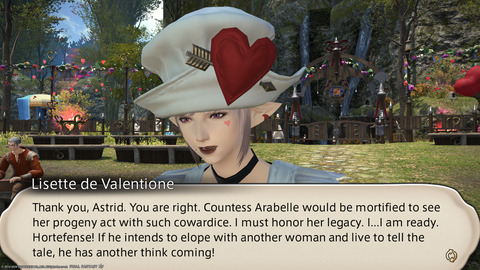 Lisette de Valentione
Thank you, Astrid. You are right. Countess Arabelle would be mortified to see
her progeny act with such cowardice. I must honor her legacy. I...I am ready.
Hortefense! If he intends to elope with another woman and live to tell the
tale, he has another think coming!